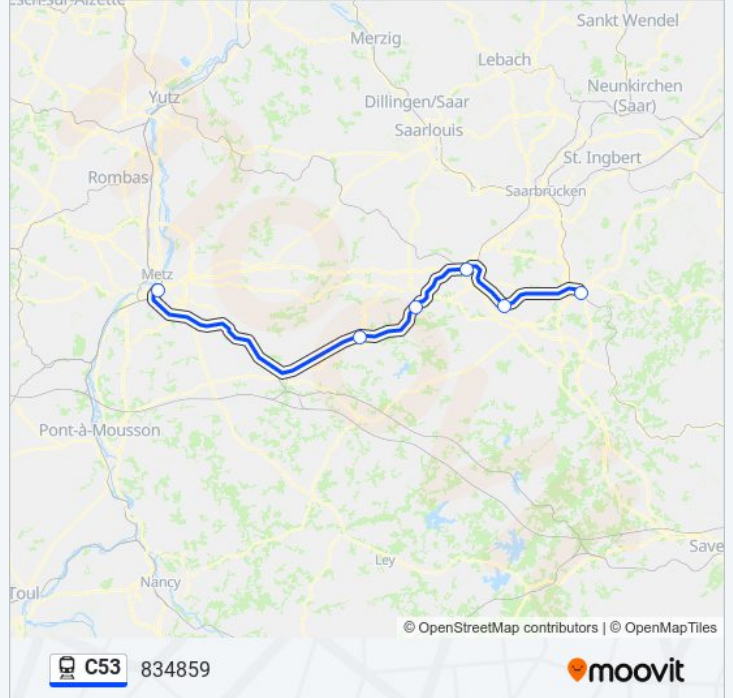 Esch-sur-Alzette
Sankt Wendel
Merzig
Lebach
Neunkirchen
(Saar)
Yutz
Dillingen/Saar
Saarlouis
St. Ingbert
Rombas
Saarbrücken
Metz
Pont-à-Mousson
Save
Ley
Nancy
Toul
© OpenStreetMap contributors | © OpenMapTiles
C53 834859
moovit